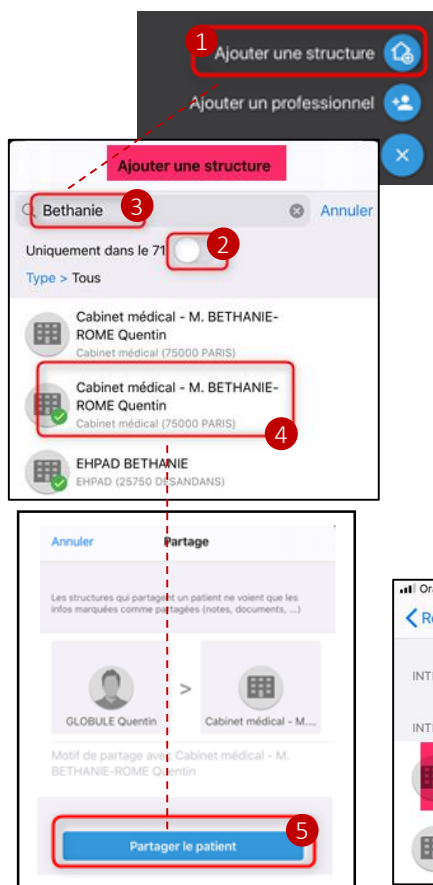 1
Ajouter une structure
Ajouter un professionnel
Ajouter une structure
Bethanie
3
Annuler
Uniquement dans le 71
2
Type > Tous
Cabinet médical - M. BETHANIE-
ROME Quentin
Cabinet médical (75000 PARIS)
Cabinet médical - M. BETHANIE-
ROME Quentin
Cabinet médical (75000 PARIS)
4
EHPAD BETHANIE
EHPAD (25750 DESANDANS)
Annuler
Partage
Les structures qui partagent un patient ne voient que les
infos marquées comme partagées (notes, documents, ...)
>
GLOBULE Quentin
Cabinet médical - M....
Motif de partage avec Cabinet médical - M.
BETHANIE-ROME Quentin
5
Partager le patient